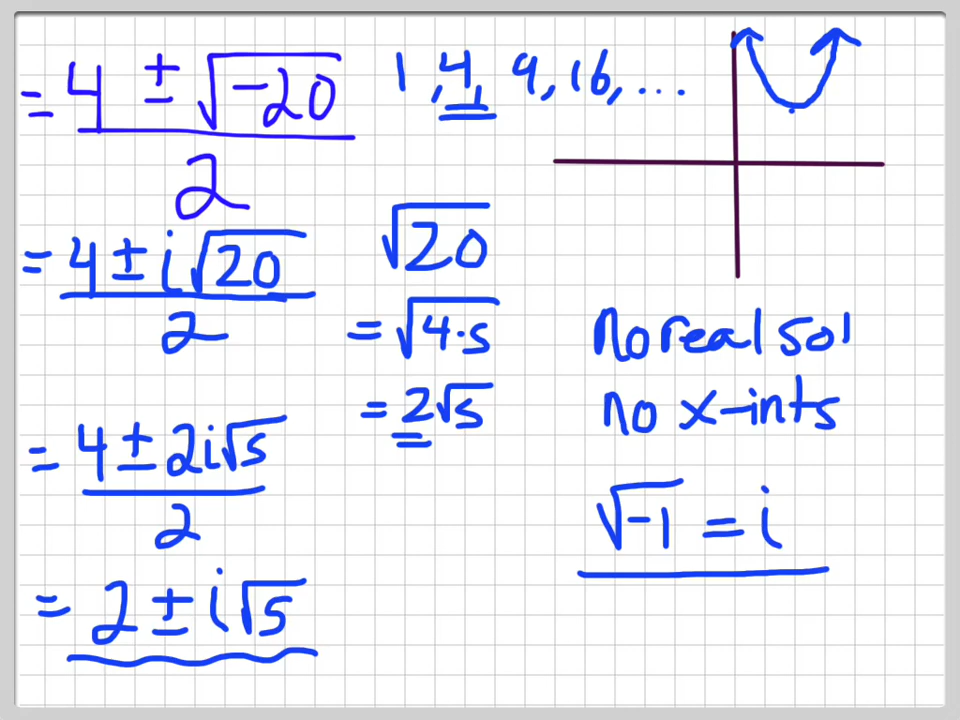 = 4 ± √-20
2
= 4 ± i√20
2
= 4 ± 2i√5
2
= 2 ± i√5
1, 4, 9, 16, ...
√20
= √4·5
= 2√5
no real sol
no x-ints
√-1 = i